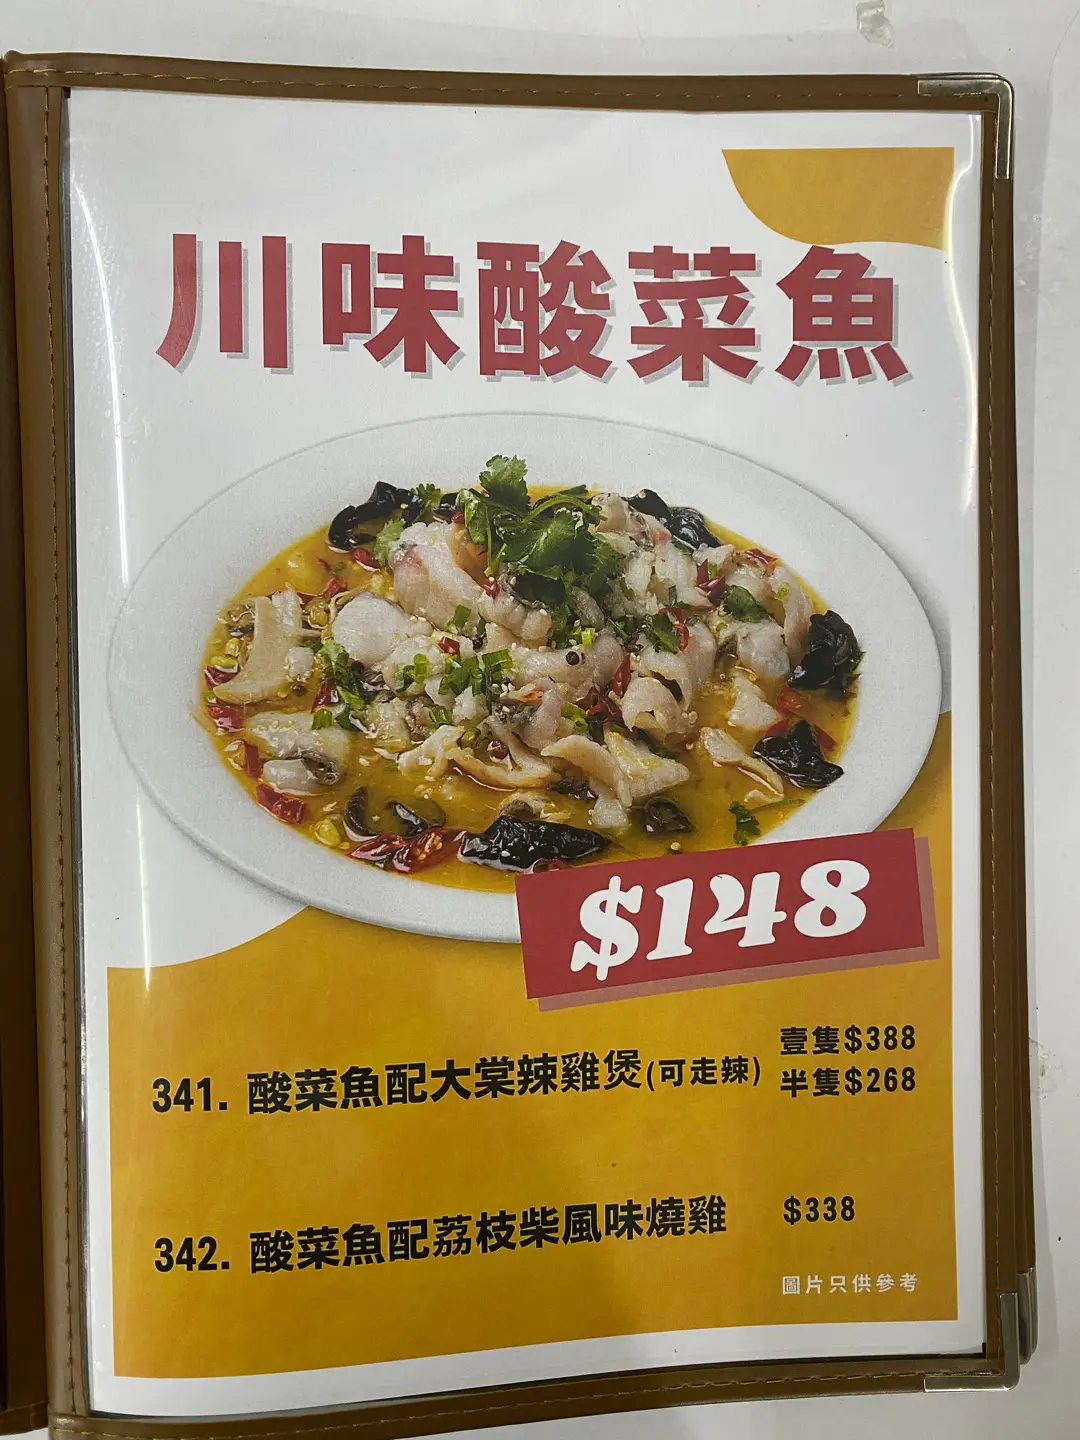 川味酸菜魚
$148
341. 酸菜魚配大棠辣雞煲(可走辣) 壹隻$388
半隻$268
342. 酸菜魚配荔枝柴風味燒雞 $338
圖片只供參考